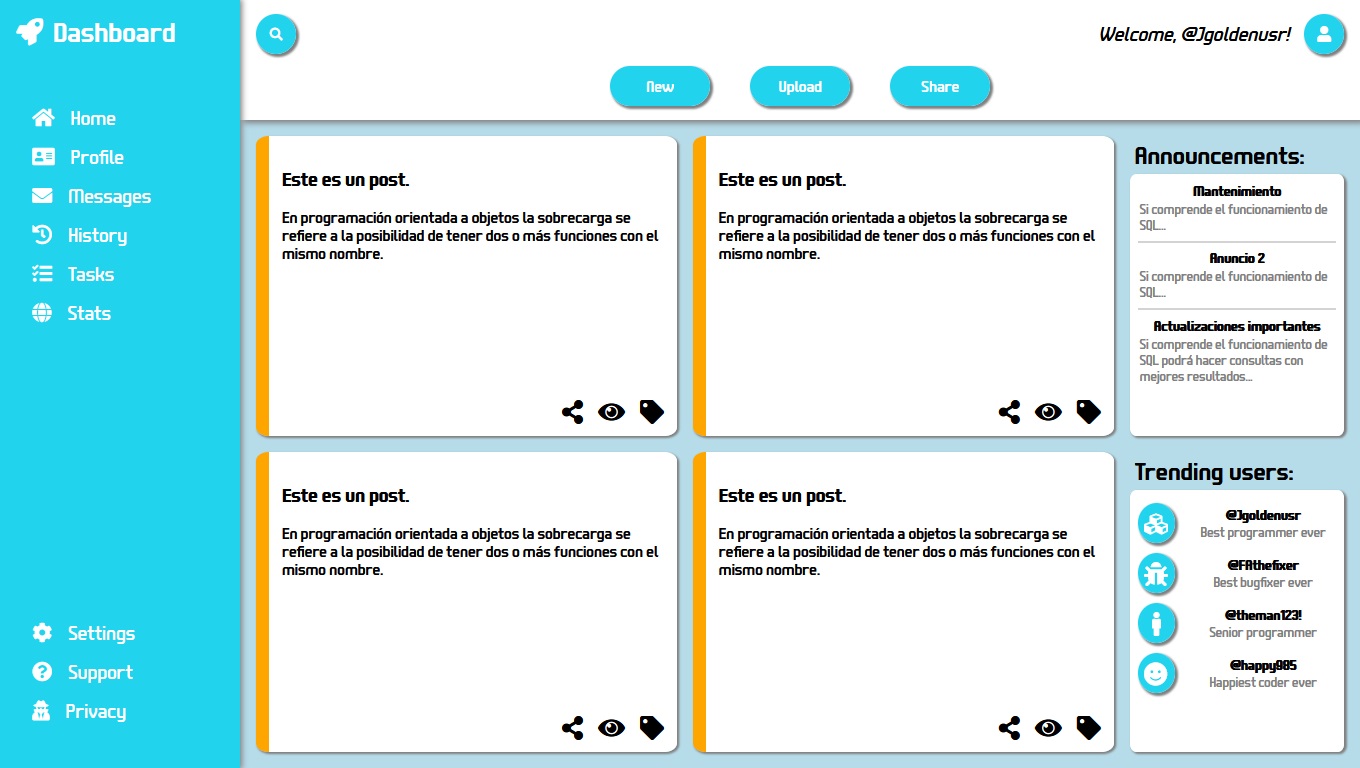 Dashboard
Home
Profile
Messages
History
Tasks
Stats
Settings
Support
Privacy
Welcome, @Jgoldenusr!
New
Upload
Share
Este es un post.
En programación orientada a objetos la sobrecarga se
refiere a la posibilidad de tener dos o más funciones con el
mismo nombre.
Este es un post.
En programación orientada a objetos la sobrecarga se
refiere a la posibilidad de tener dos o más funciones con el
mismo nombre.
Este es un post.
En programación orientada a objetos la sobrecarga se
refiere a la posibilidad de tener dos o más funciones con el
mismo nombre.
Este es un post.
En programación orientada a objetos la sobrecarga se
refiere a la posibilidad de tener dos o más funciones con el
mismo nombre.
Announcements:
Mantenimiento
Si comprende el funcionamiento de
SQL...
Anuncio 2
Si comprende el funcionamiento de
SQL...
Actualizaciones importantes
Si comprende el funcionamiento de
SQL podrá hacer consultas con
mejores resultados...
Trending users:
@Jgoldenusr
Best programmer ever
@FAthefixer
Best bugfixer ever
@theman123!
Senior programmer
@happy985
Happiest coder ever